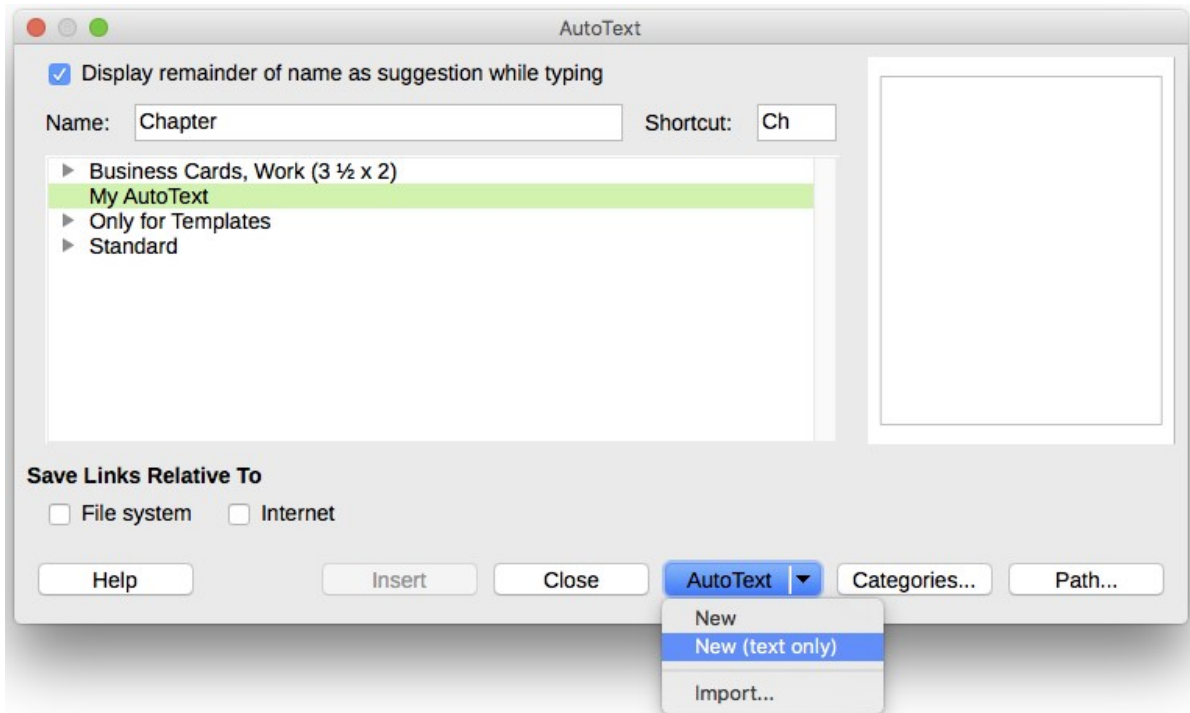 AutoText
Display remainder of name as suggestion while typing
Name: Chapter Shortcut: Ch
Business Cards, Work (3 ½ x 2)
My AutoText
Only for Templates
Standard
Save Links Relative To
File system Internet
Help Insert Close AutoText Categories... Path...
New
New (text only)
Import...